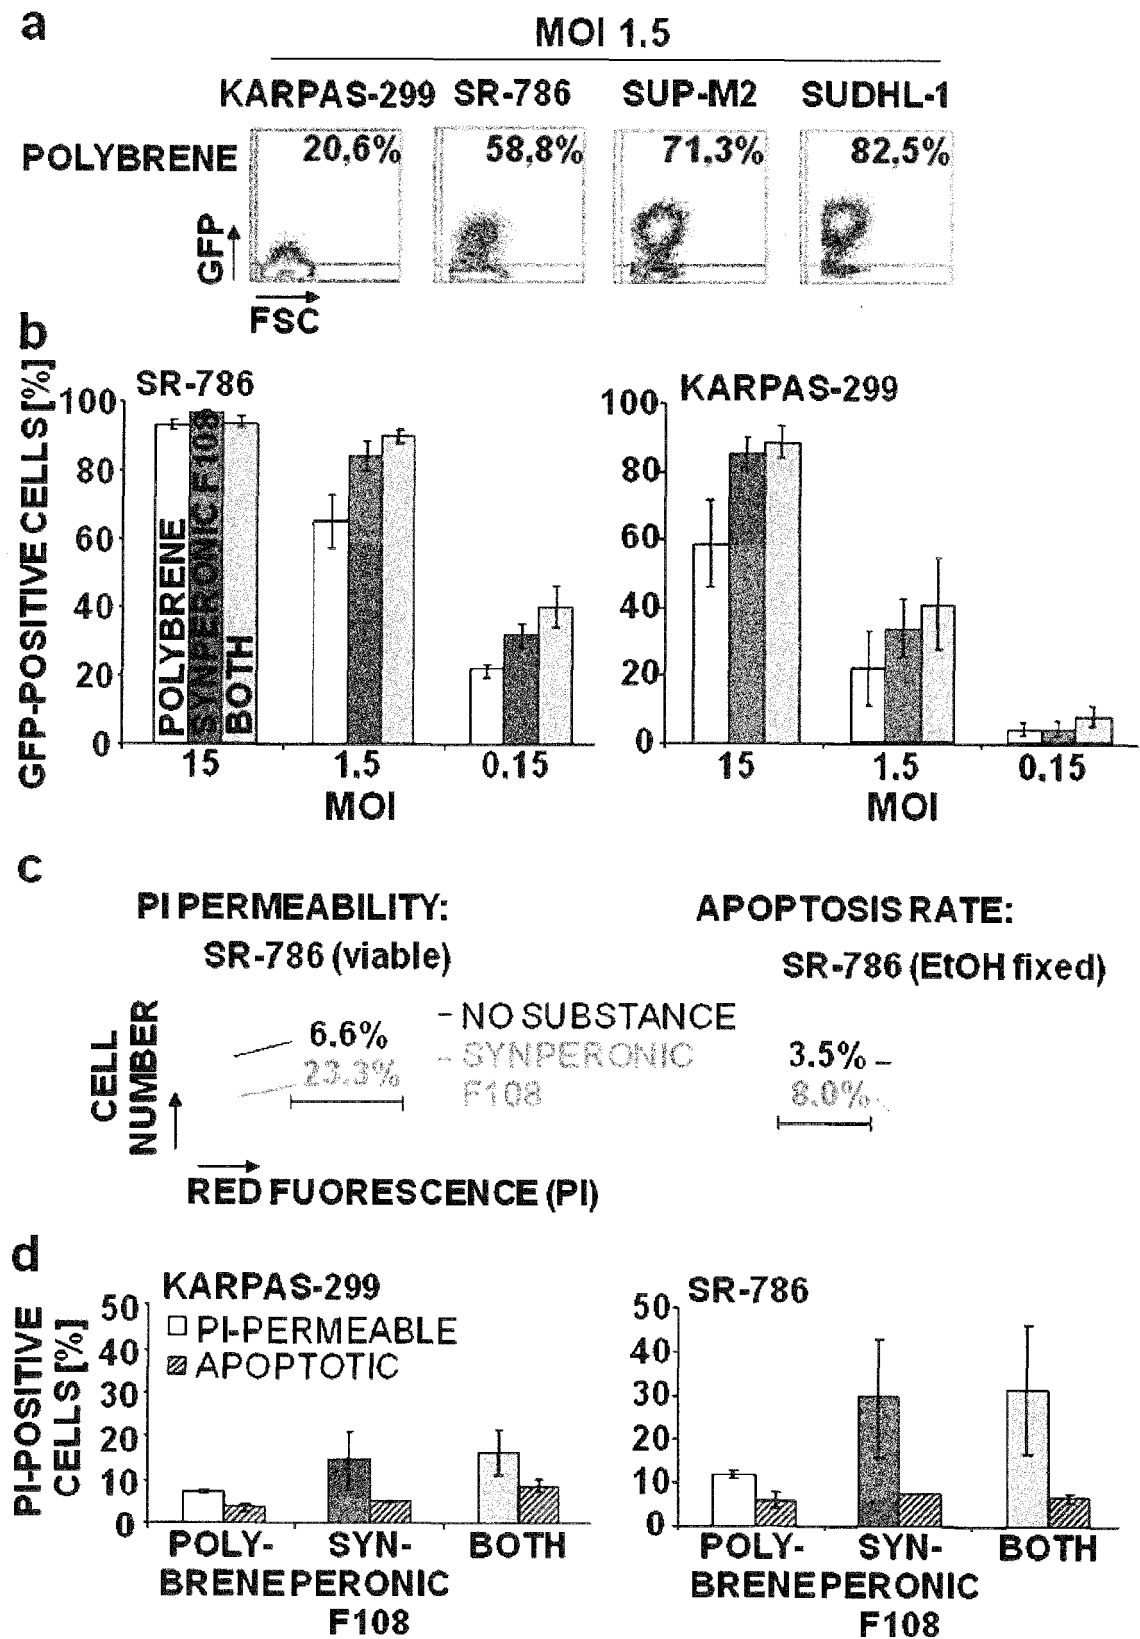 a
MOI 1.5
KARPAS-299 SR-786 SUP-M2 SUDHL-1
POLYBRENE 20,6% 58,8% 71,3% 82,5%
GFP
FSC
b
GFP-POSITIVE CELLS [%]
SR-786
100
80
60
40
20
0
POLYBRENE
SYNPERONIC F108
BOTH
15 1.5 0.15
MOI
KARPAS-299
100
80
60
40
20
0
15 1.5 0.15
MOI
c
PI PERMEABILITY:
SR-786 (viable)
APOPTOSIS RATE:
SR-786 (EtOH fixed)
CELL
NUMBER
6.6%
23.3%
NO SUBSTANCE
SYNPERONIC
F108
3.5%
8.0%
RED FUORESCENCE (PI)
d
PI-POSITIVE
CELLS [%]
KARPAS-299
50
40
30
20
10
0
PI-PERMEABLE
APOPTOTIC
POLY- SYN- BOTH
BRENE PERONIC
F108
SR-786
50
40
30
20
10
0
POLY- SYN- BOTH
BRENE PERONIC
F108